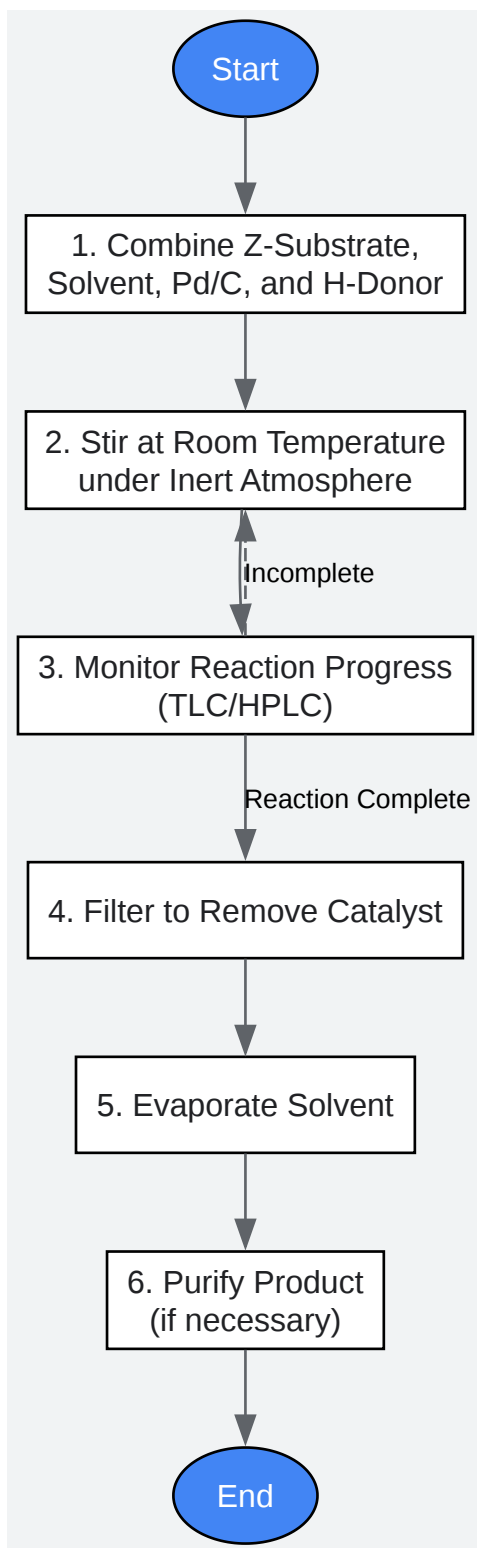 Start
1. Combine Z-Substrate,
Solvent, Pd/C, and H-Donor
2. Stir at Room Temperature
under Inert Atmosphere
Incomplete
3. Monitor Reaction Progress
(TLC/HPLC)
Reaction Complete
4. Filter to Remove Catalyst
5. Evaporate Solvent
6. Purify Product
(if necessary)
End